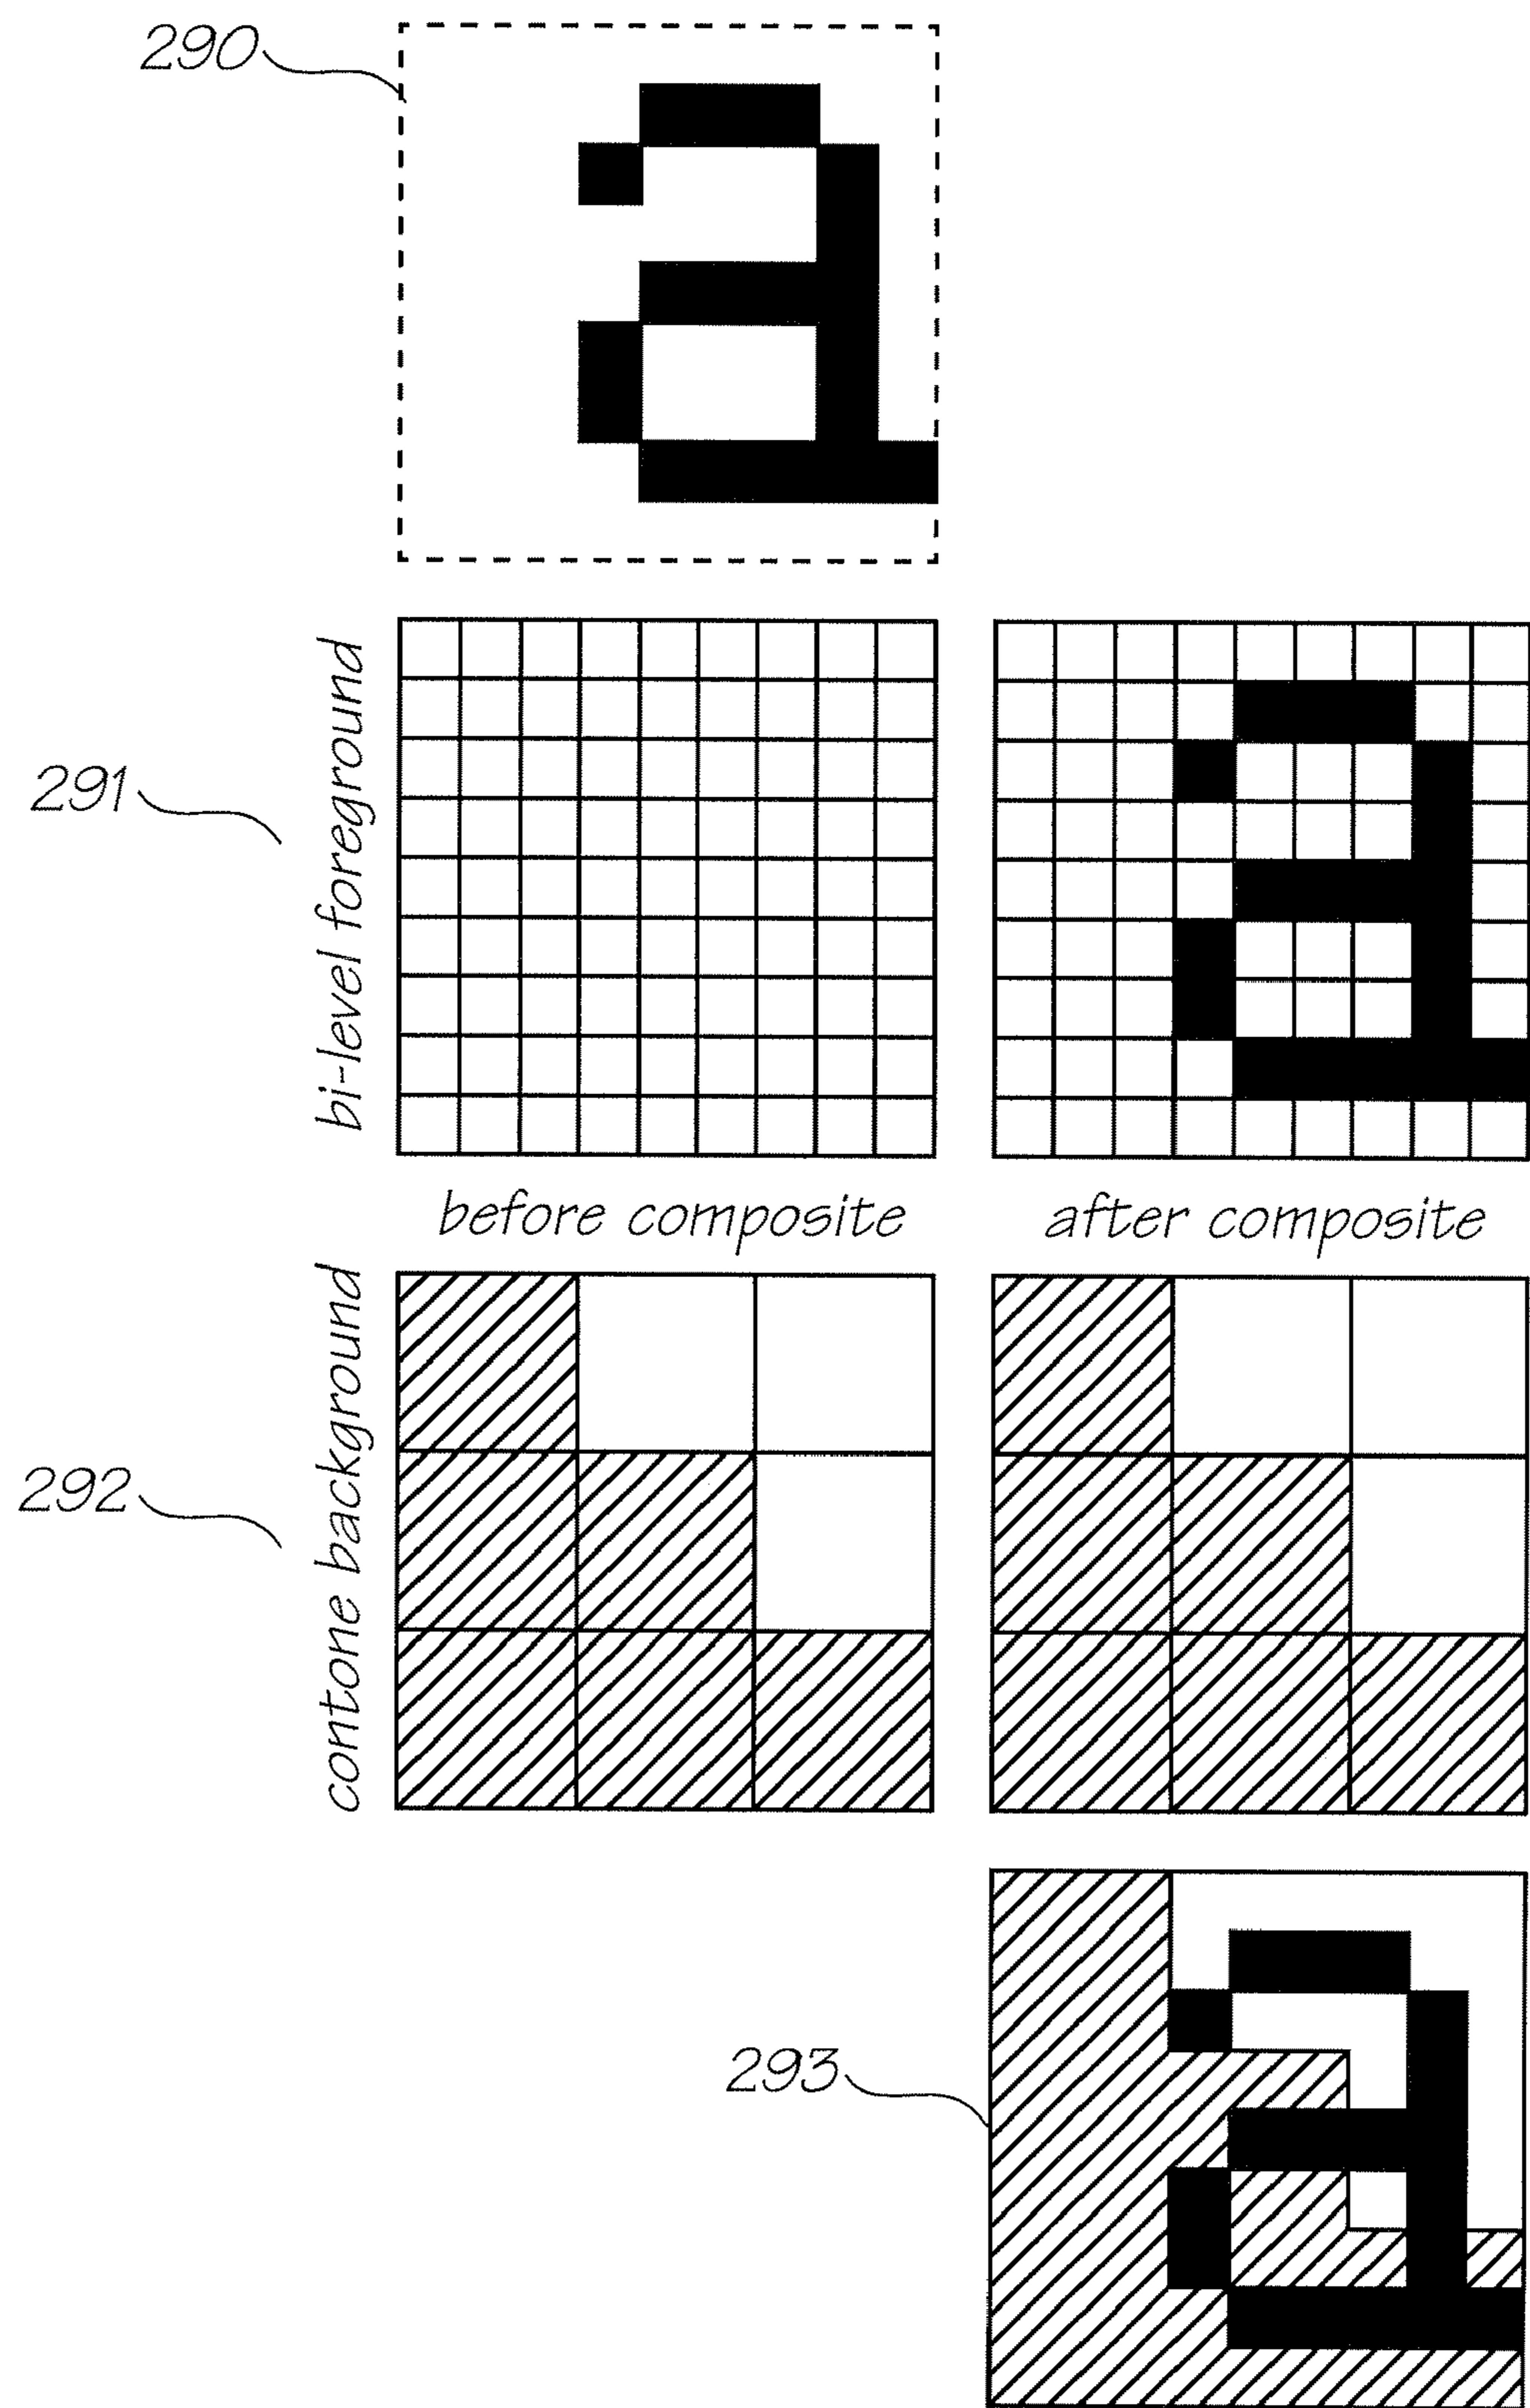 290
a
291
bi-level foreground
a
before composite
after composite
292
contone background
293
a